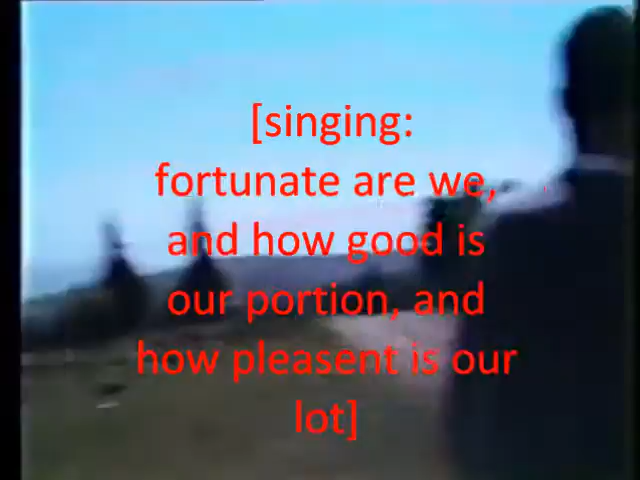 [singing:
fortunate are we,
and how good is
our portion, and
how pleasent is our
lot]